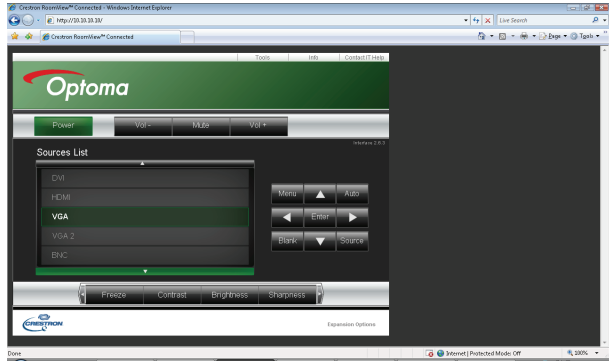 Crestron RoomView™ Connected - Windows Internet Explorer
http://10.10.10.10/
Live Search
Crestron RoomView™ Connected
Page
Tools
Tools Info Contact IT Help
Optoma
Power Vol - Mute Vol +
Interface 2.8.3
Sources List
DVI
HDMI
VGA
VGA 2
BNC
Menu Auto
Enter
Blank Source
Freeze Contrast Brightness Sharpness
CRESTRON
Expansion Options
Done
Internet | Protected Mode: Off
100%